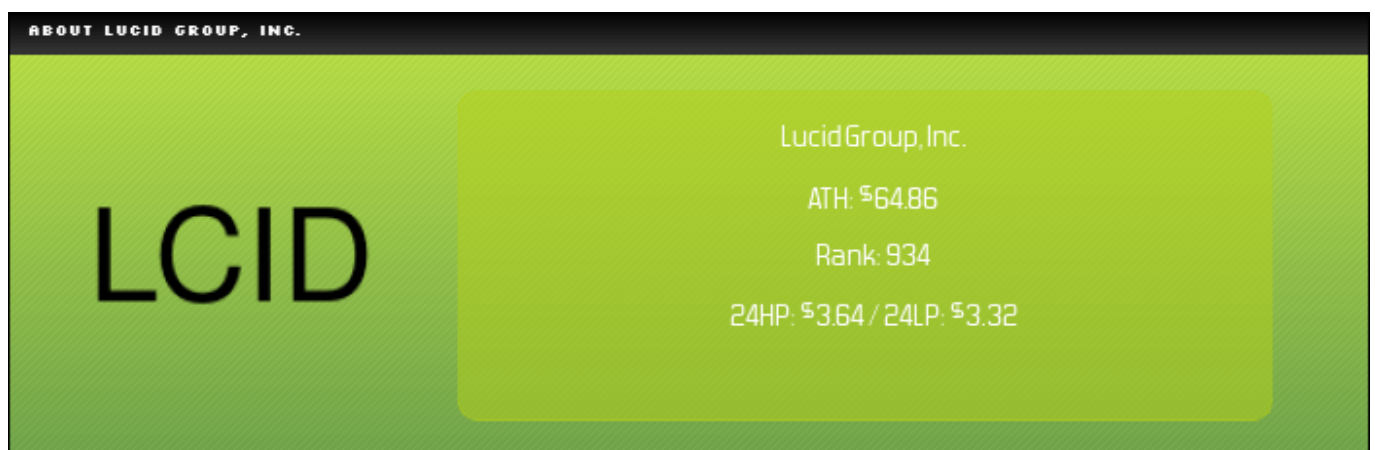 ABOUT LUCID GROUP, INC.
LCID
Lucid Group, Inc.
ATH: $64.86
Rank: 934
24HP: $3.64 / 24LP: $3.32